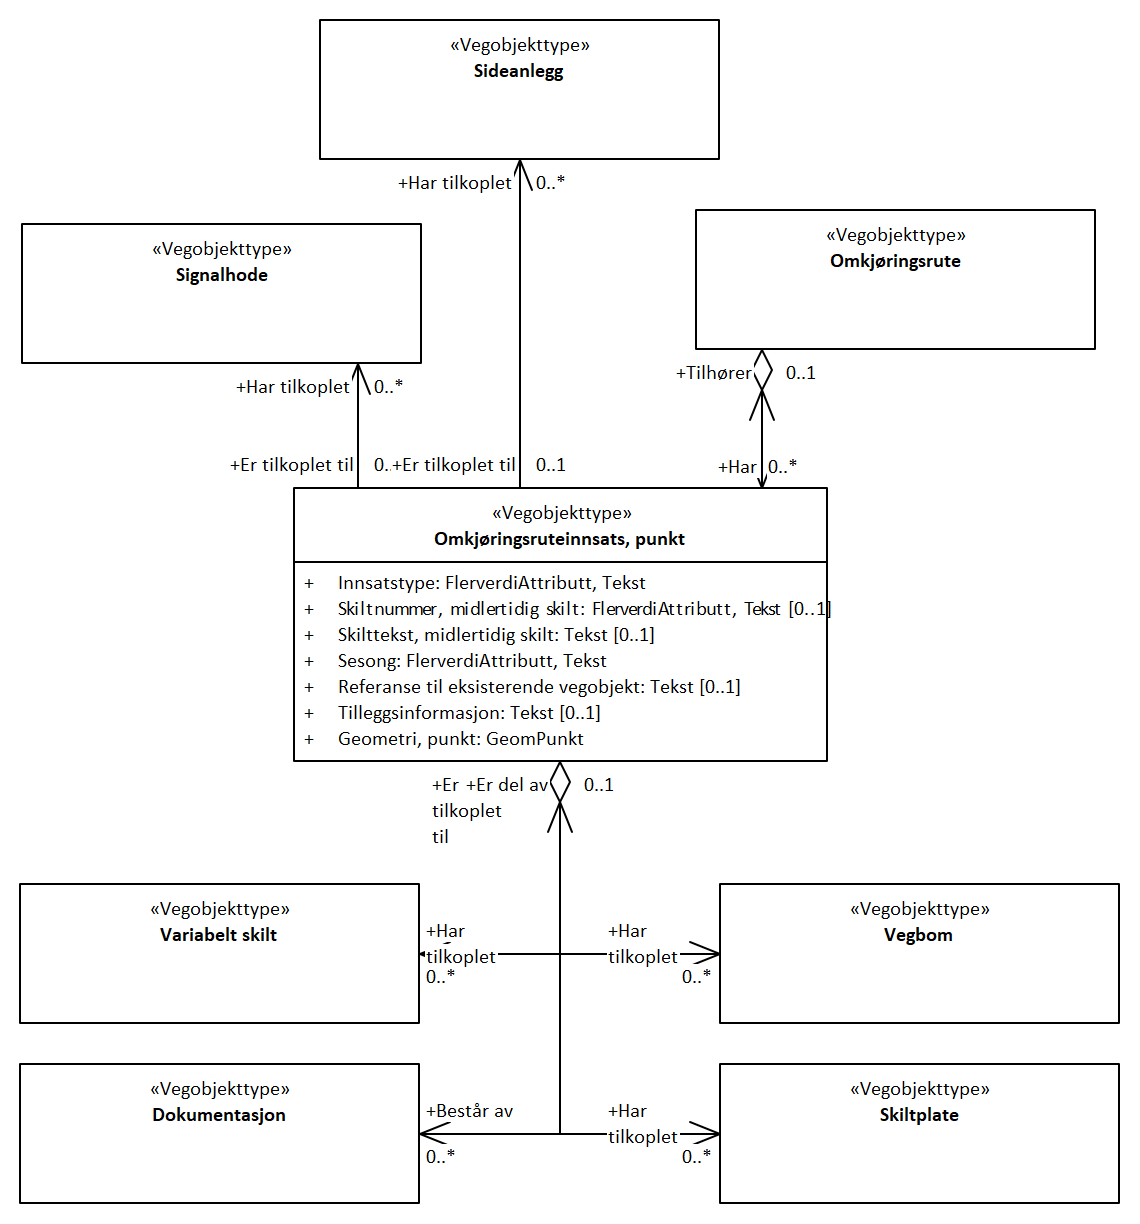 «Vegobjekttype»
Sideanlegg
+Har tilkoplet 0..*
«Vegobjekttype»
Signalhode
«Vegobjekttype»
Omkjøringsrute
+Har tilkoplet 0..*
+Tilhører 0..1
+Er tilkoplet til 0..
+Er tilkoplet til 0..1
+Har 0..*
«Vegobjekttype»
Omkjøringsruteinnsats, punkt
+ Innsatstype: FlerverdiAttributt, Tekst
+ Skiltnummer, midlertidig skilt: FlerverdiAttributt, Tekst [0..1]
+ Skilttekst, midlertidig skilt: Tekst [0..1]
+ Sesong: FlerverdiAttributt, Tekst
+ Referanse til eksisterende vegobjekt: Tekst [0..1]
+ Tilleggsinformasjon: Tekst [0..1]
+ Geometri, punkt: GeomPunkt
+Er +Er del av 0..1
tilkoplet
til
«Vegobjekttype»
Variabelt skilt
+Har
tilkoplet
0..*
+Har
tilkoplet
0..*
«Vegobjekttype»
Vegbom
«Vegobjekttype»
Dokumentasjon
+Består av
0..*
+Har
tilkoplet
0..*
«Vegobjekttype»
Skiltplate